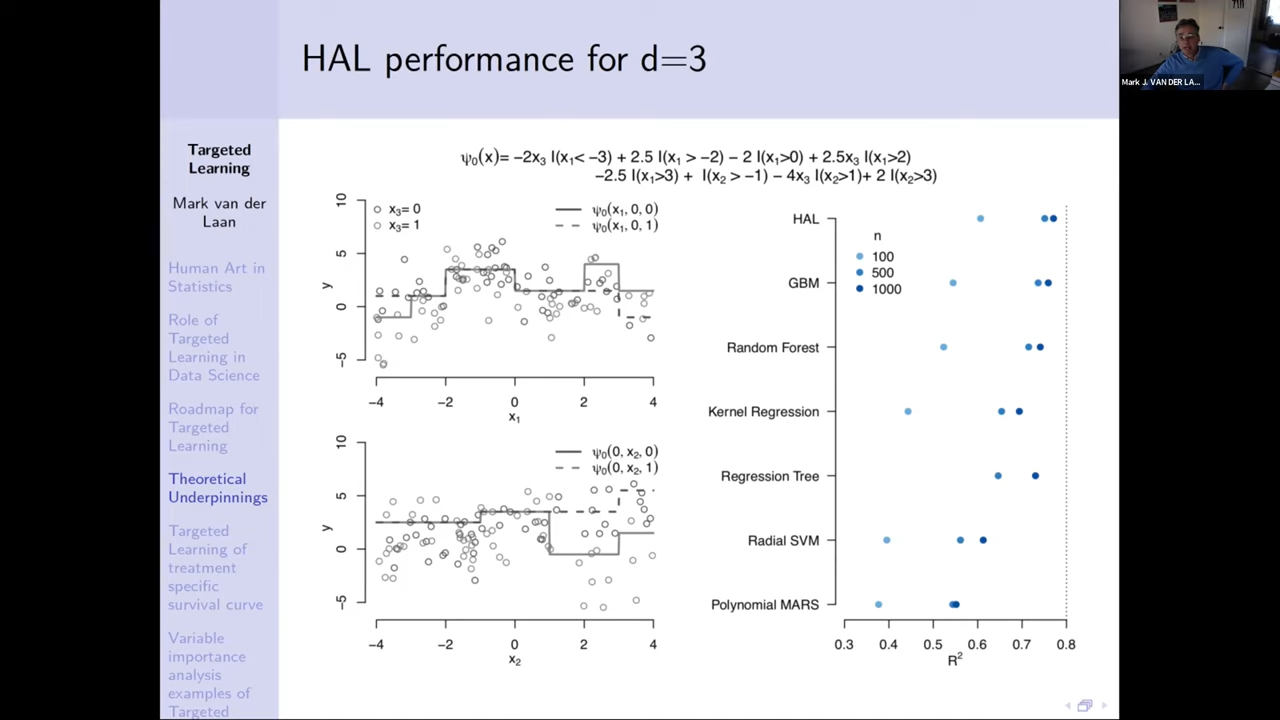 HAL performance for d=3
Mark J. VAN DER LA...
Targeted
Learning
Mark van der
Laan
Human Art in
Statistics
Role of
Targeted
Learning in
Data Science
Roadmap for
Targeted
Learning
Theoretical
Underpinnings
Targeted
Learning of
treatment
specific
survival curve
Variable
importance
analysis
examples of
Targeted
ψ₀(x)= −2x₃ I(x₁< −3) + 2.5 I(x₁ > −2) − 2 I(x₁>0) + 2.5x₃ I(x₁>2)
−2.5 I(x₁>3) + I(x₂ > −1) − 4x₃ I(x₂>1)+ 2 I(x₂>3)
x₃= 0
x₃= 1
ψ₀(x₁, 0, 0)
ψ₀(x₁, 0, 1)
10
5
0
−5
y
−4 −2 0 2 4
x₁
ψ₀(0, x₂, 0)
ψ₀(0, x₂, 1)
10
5
0
−5
y
−4 −2 0 2 4
x₂
HAL
GBM
Random Forest
Kernel Regression
Regression Tree
Radial SVM
Polynomial MARS
n
100
500
1000
0.3 0.4 0.5 0.6 0.7 0.8
R²